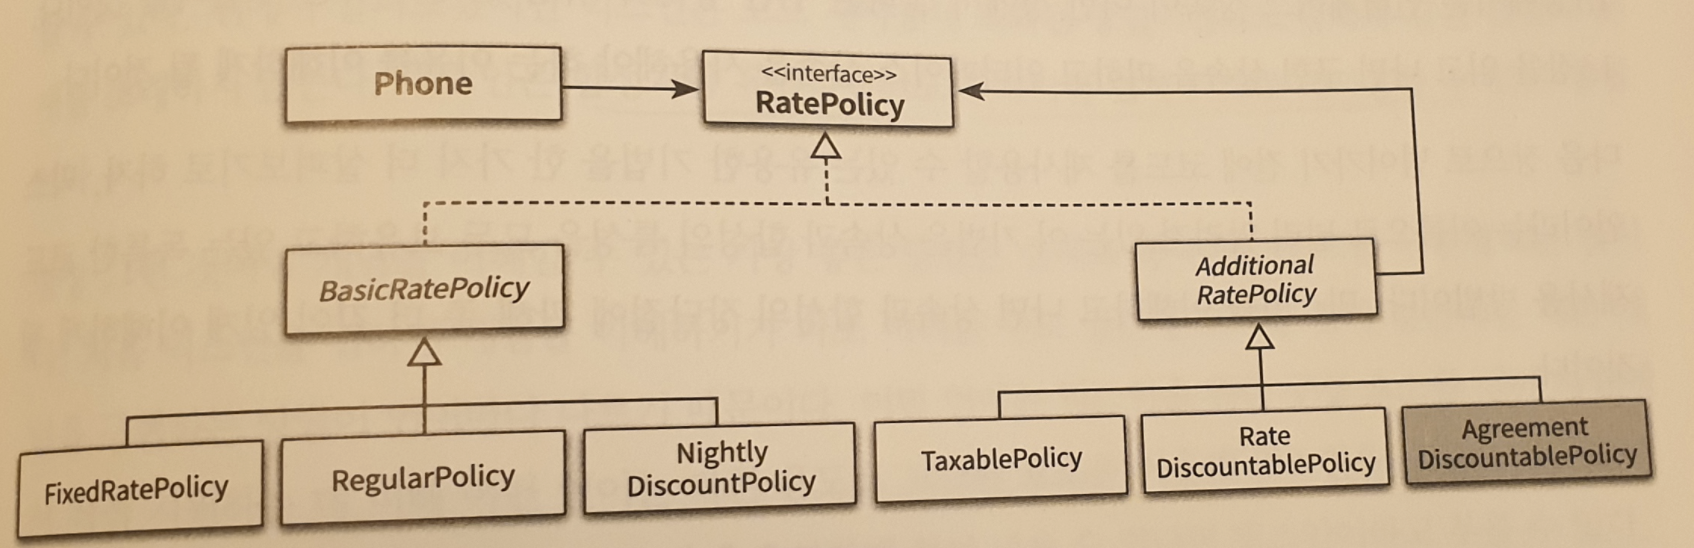 Phone
<<interface>>
RatePolicy
BasicRatePolicy
Additional
RatePolicy
FixedRatePolicy
RegularPolicy
Nightly
DiscountPolicy
TaxablePolicy
Rate
DiscountablePolicy
Agreement
DiscountablePolicy